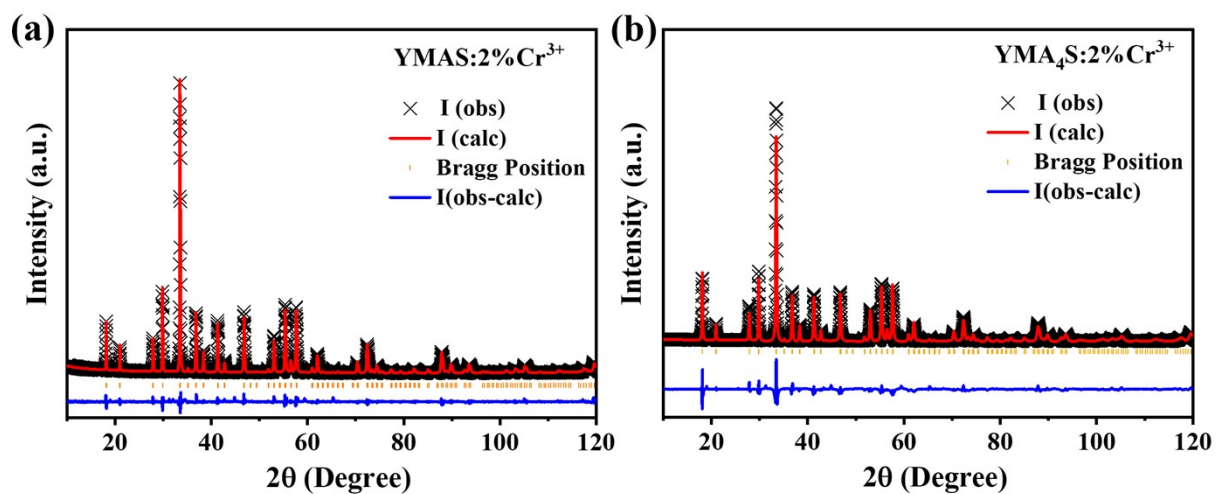 (a)
YMAS:2%Cr³⁺
I (obs)
I (calc)
Bragg Position
I(obs-calc)
Intensity (a.u.)
20 40 60 80 100 120
2θ (Degree)
(b)
YMA₄S:2%Cr³⁺
I (obs)
I (calc)
Bragg Position
I(obs-calc)
Intensity (a.u.)
20 40 60 80 100 120
2θ (Degree)